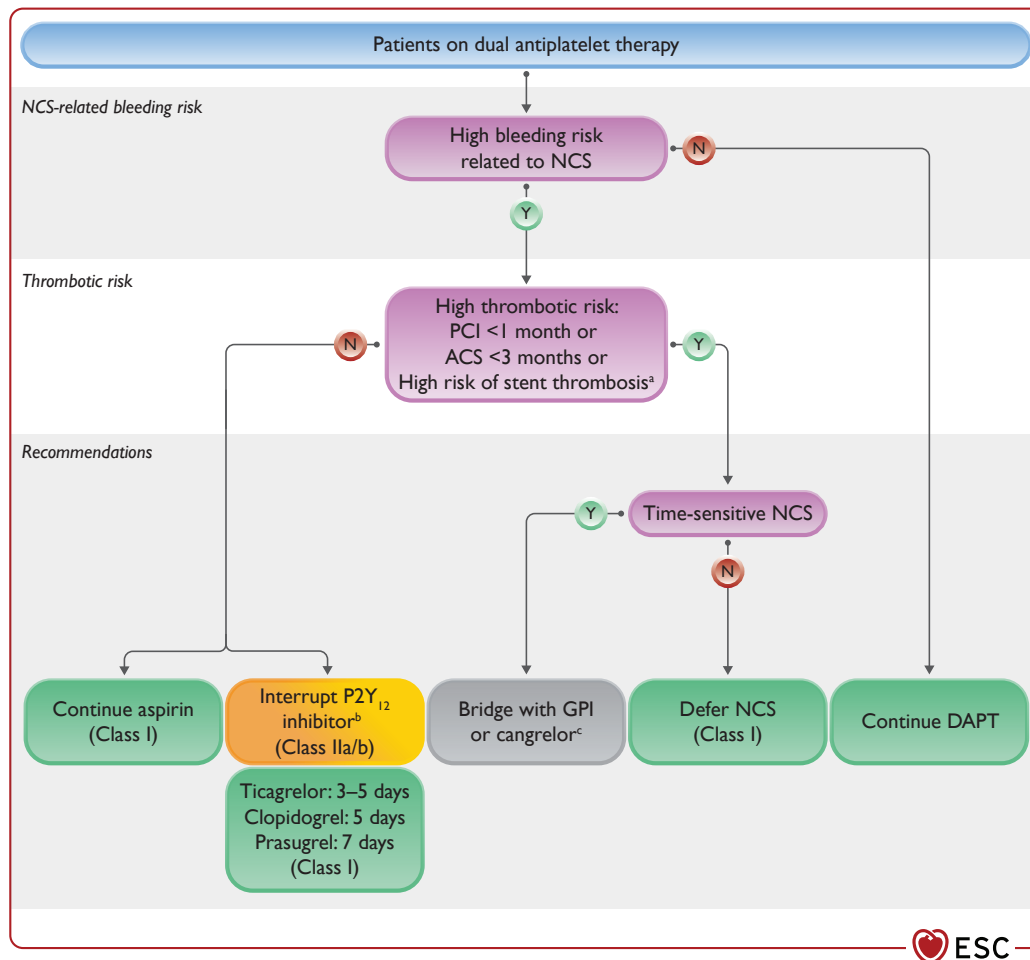 Patients on dual antiplatelet therapy
NCS-related bleeding risk
High bleeding risk
related to NCS
N
Y
Thrombotic risk
High thrombotic risk:
PCI <1 month or
ACS <3 months or
High risk of stent thrombosisᵃ
N
Y
Recommendations
Time-sensitive NCS
Y
N
Continue aspirin
(Class I)
Interrupt P2Y₁₂
inhibitorᵇ
(Class IIa/b)
Ticagrelor: 3–5 days
Clopidogrel: 5 days
Prasugrel: 7 days
(Class I)
Bridge with GPI
or cangrelorᶜ
Defer NCS
(Class I)
Continue DAPT
ESC